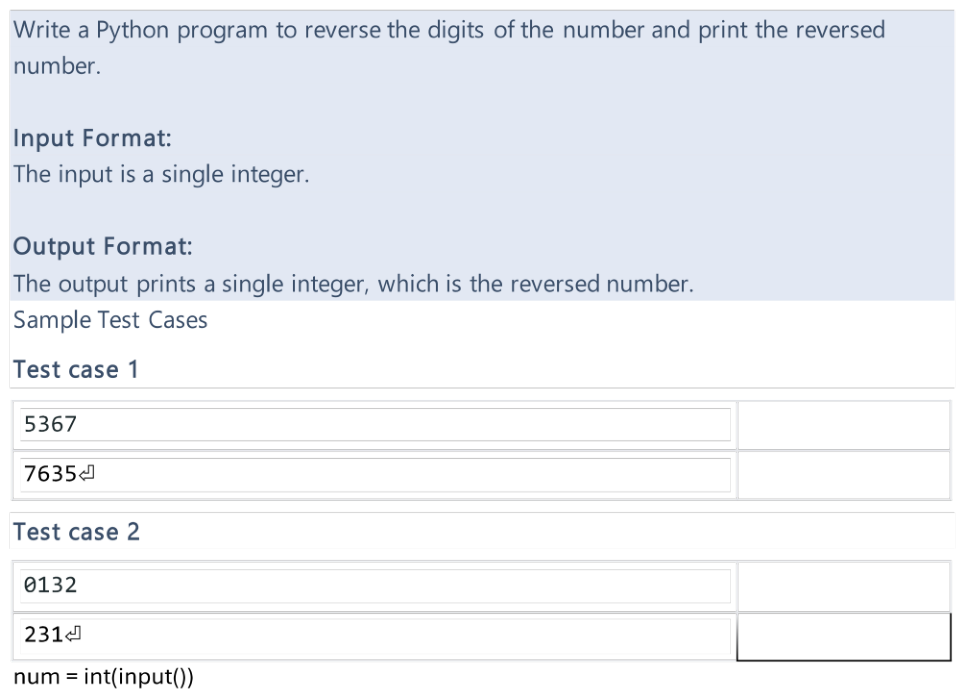 Write a Python program to reverse the digits of the number and print the reversed
number.
Input Format:
The input is a single integer.
Output Format:
The output prints a single integer, which is the reversed number.
Sample Test Cases
Test case 1
5367
7635⏎
Test case 2
0132
231⏎
num = int(input())